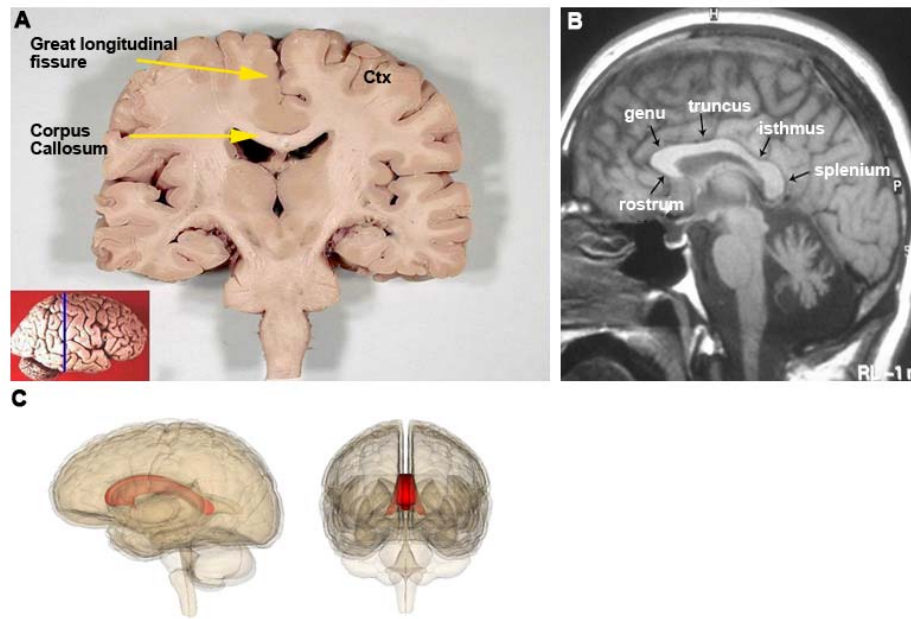 A
Great longitudinal
fissure
Ctx
Corpus
Callosum
B
H
genu
truncus
isthmus
splenium
rostrum
P
C